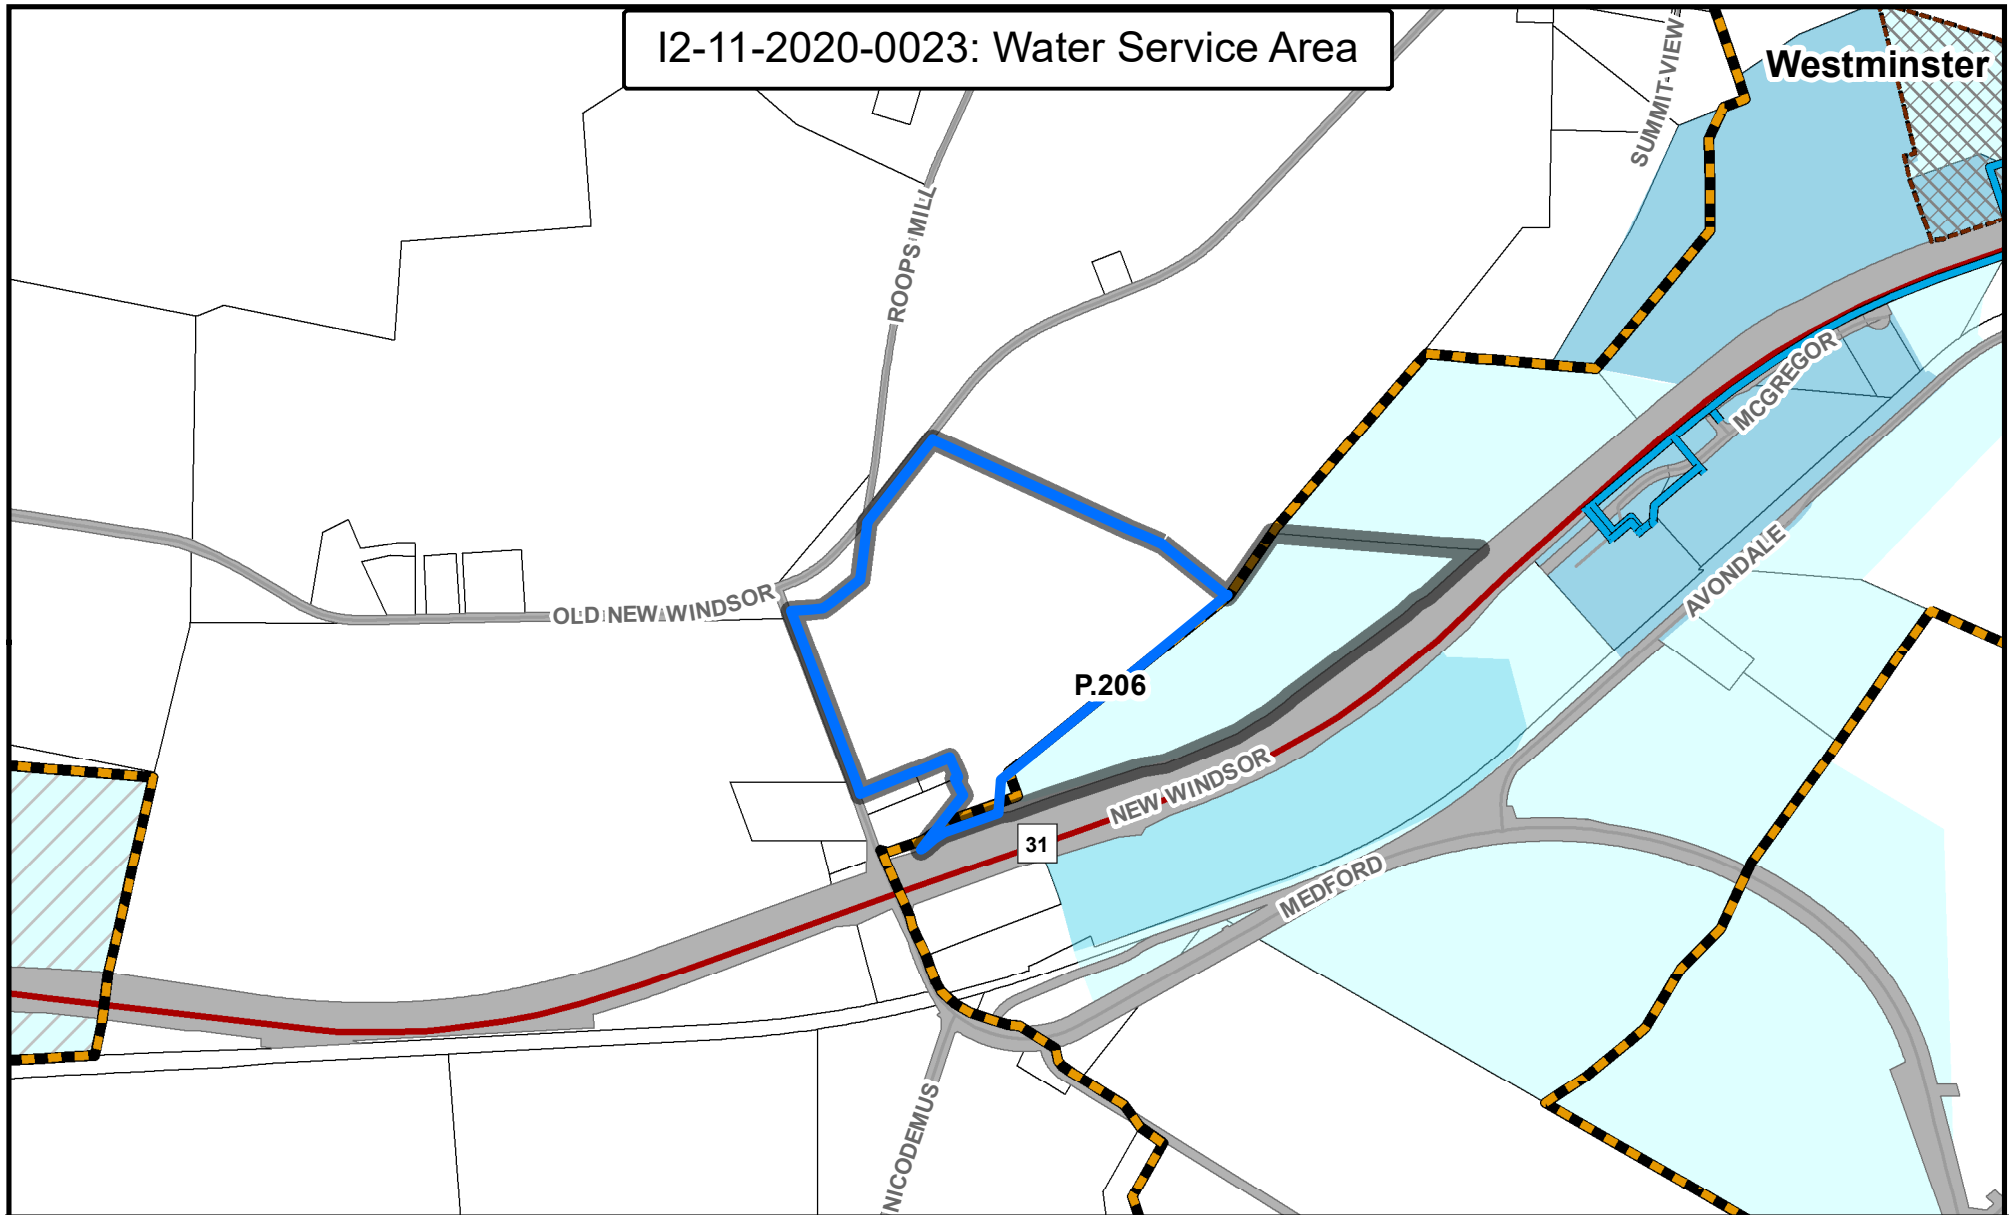 I2-11-2020-0023: Water Service Area
Westminster
SUMMIT VIEW
ROOPS MILL
MCGREGOR
OLD NEW WINDSOR
AVONDALE
P.206
NEW WINDSOR
31
MEDFORD
NICODEMUS